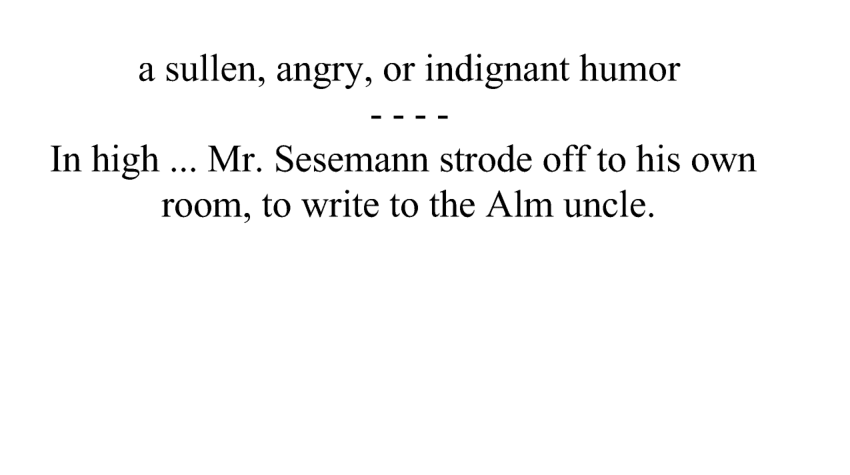 a sullen, angry, or indignant humor
- - - -
In high ... Mr. Sesemann strode off to his own
room, to write to the Alm uncle.